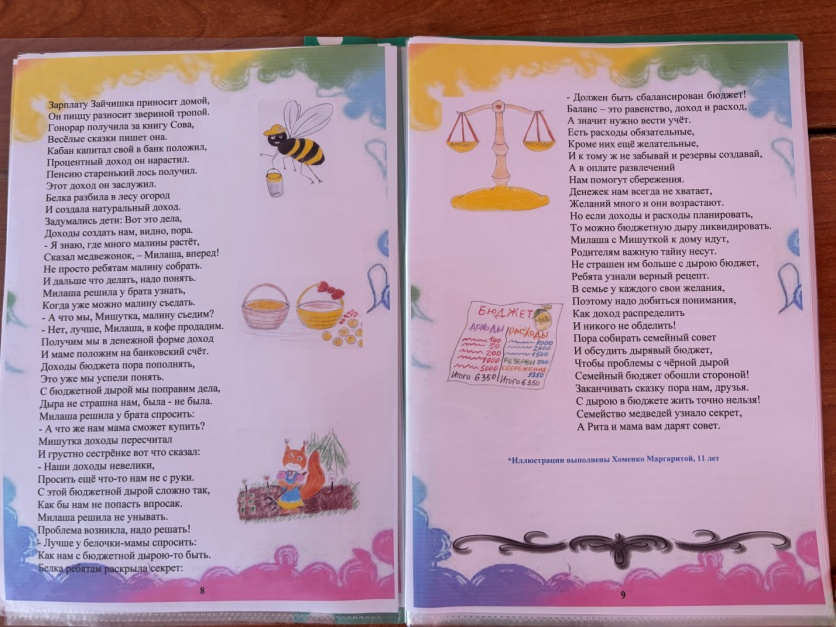 Зарплату Зайчишка приносит домой,
Он пиццу разносит звериной тропой.
Гонорар получила за книгу Сова,
Весёлые сказки пишет она.
Кабан капитал свой в банк положил,
Процентный доход он нарастил.
Пенсию старенький лось получил.
Этот доход он заслужил.
Белка разбила в лесу огород
И создала натуральный доход.
Задумались дети: Вот это дела,
Доходы создать нам, видно, пора.
- Я знаю, где много малины растёт,
Сказал медвежонок, – Милаша, вперед!
Не просто ребятам малину собрать.
И дальше что делать, надо понять.
Милаша решила у брата узнать,
Когда уже можно малину съедать.
- А что мы, Мишутка, малину съедим?
- Нет, лучше, Милаша, в кофе продадим.
Получим мы в денежной форме доход
И маме положим на банковский счёт.
Доходы бюджета пора пополнять,
Это уже мы успели понять.
С бюджетной дырой мы поправим дела,
Дыра не страшна нам, была - не была.
Милаша решила у брата спросить:
- А что же нам мама сможет купить?
Мишутка доходы пересчитал
И грустно сестрёнке вот что сказал:
- Наши доходы невелики,
Просить ещё что-то нам не с руки.
С этой бюджетной дырой сложно так,
Как бы нам не попасть впросак.
Милаша решила не унывать.
Проблема возникла, надо решать!
- Лучше у белочки-мамы спросить:
Как нам с бюджетной дырою-то быть.
Белка ребятам раскрыла секрет:
8
- Должен быть сбалансирован бюджет!
Баланс – это равенство, доход и расход,
А значит нужно вести учёт.
Есть расходы обязательные,
Кроме них ещё желательные,
И к тому ж не забывай и резервы создавай,
А в оплате развлечений
Нам помогут сбережения.
Денежек нам всегда не хватает,
Желаний много и они возрастают.
Но если доходы и расходы планировать,
То можно бюджетную дыру ликвидировать.
Милаша с Мишуткой к дому идут,
Родителям важную тайну несут.
Не страшен им больше с дырою бюджет,
Ребята узнали верный рецепт.
В семье у каждого свои желания,
Поэтому надо добиться понимания,
Как доход распределить
И никого не обделить!
Пора собирать семейный совет
И обсудить дырявый бюджет,
Чтобы проблемы с чёрной дырой
Семейный бюджет обошли стороной!
Заканчивать сказку пора нам, друзья.
С дырою в бюджете жить точно нельзя!
Семейство медведей узнало секрет,
А Рита и мама вам дарят совет.
БЮДЖЕТ
ДОХОДЫ РАСХОДЫ
100 1000
50 2000
200 1500
1000 РЕЗЕРВЫ 500
5000 СБЕРЕЖЕНИЯ
1350
Итого 6350 Итого 6350
*Иллюстрации выполнены Хоменко Маргаритой, 11 лет
9